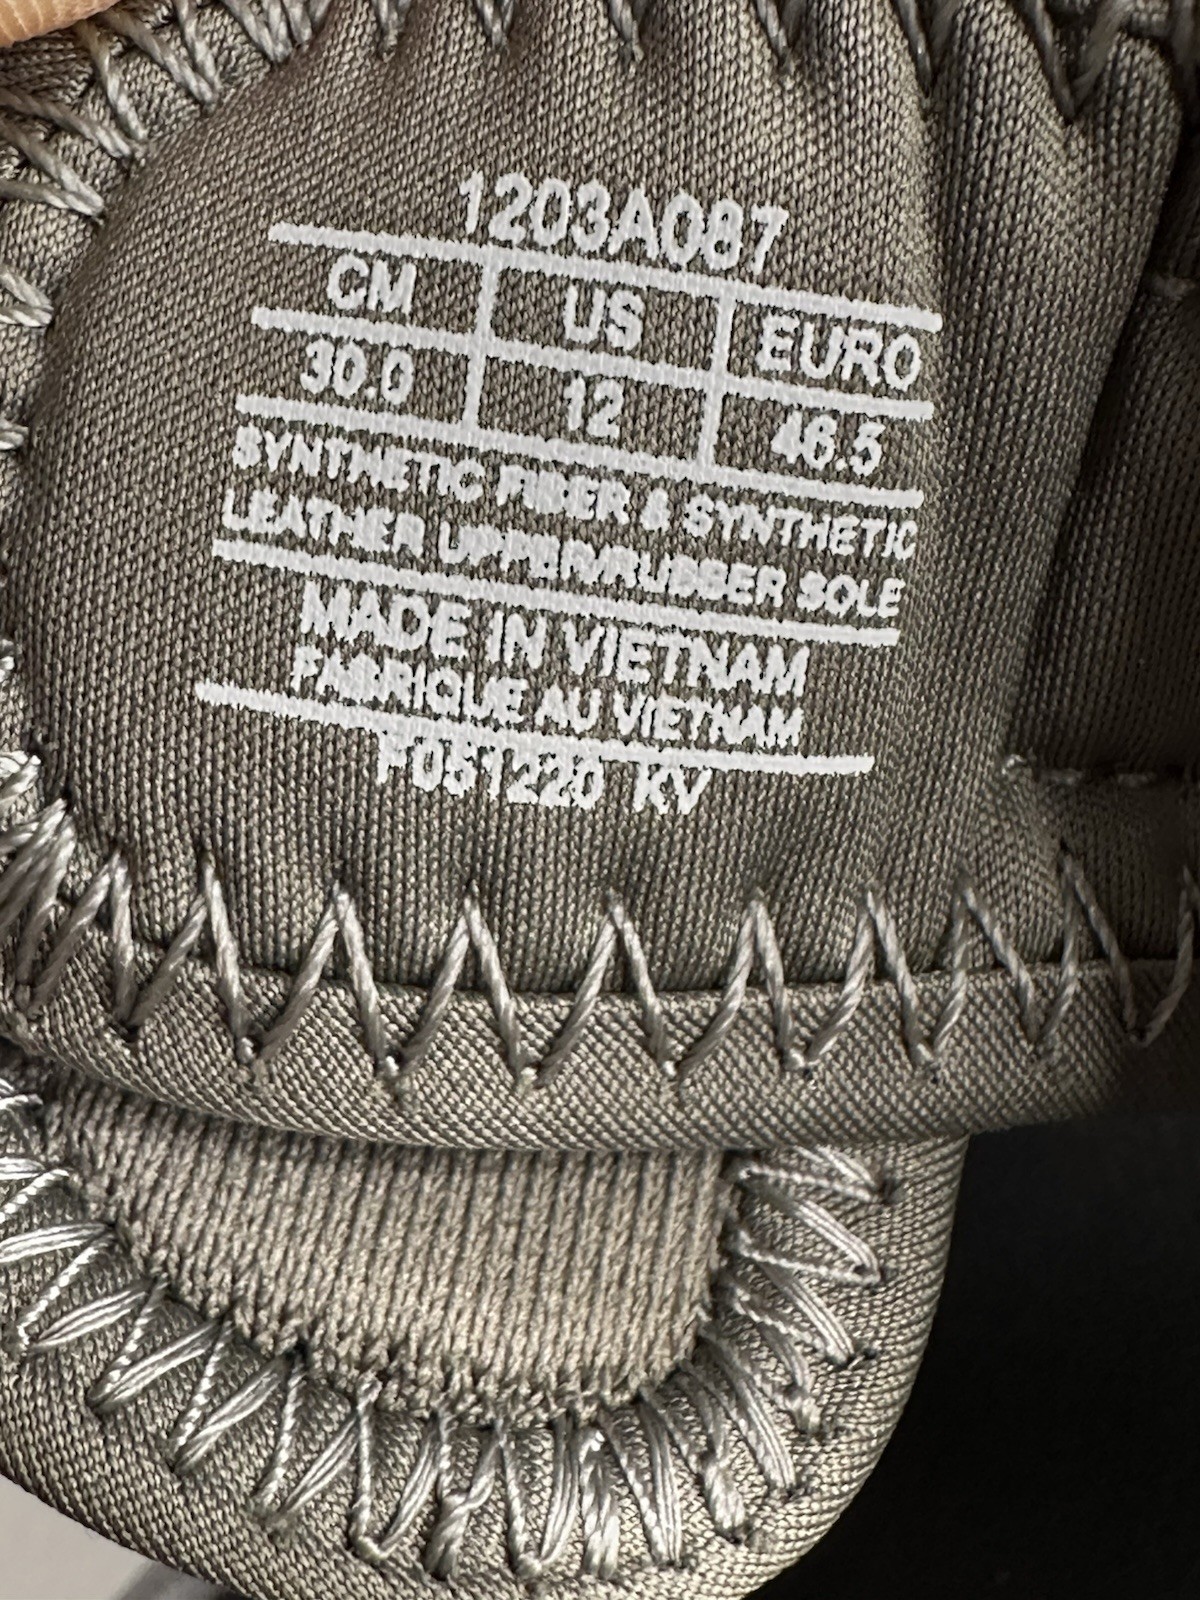 1203A087
CM US EURO
30.0 12 46.5
SYNTHETIC FIBER & SYNTHETIC
LEATHER UPPER/RUBBER SOLE
MADE IN VIETNAM
FABRIQUE AU VIETNAM
F051220 KV